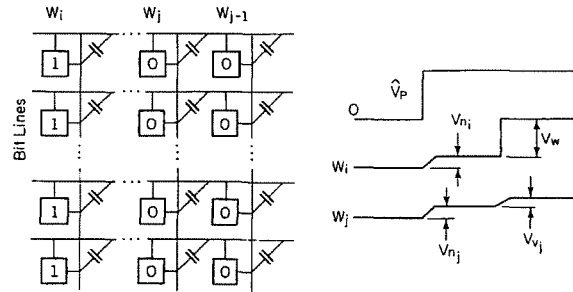 Wi Wj Wj-1
Bit Lines
1 0 0
1 0 0
1 0 0
1 0 0
0 V̂P
Vni
Vw
Wi
Wj
Vnj
Vvj